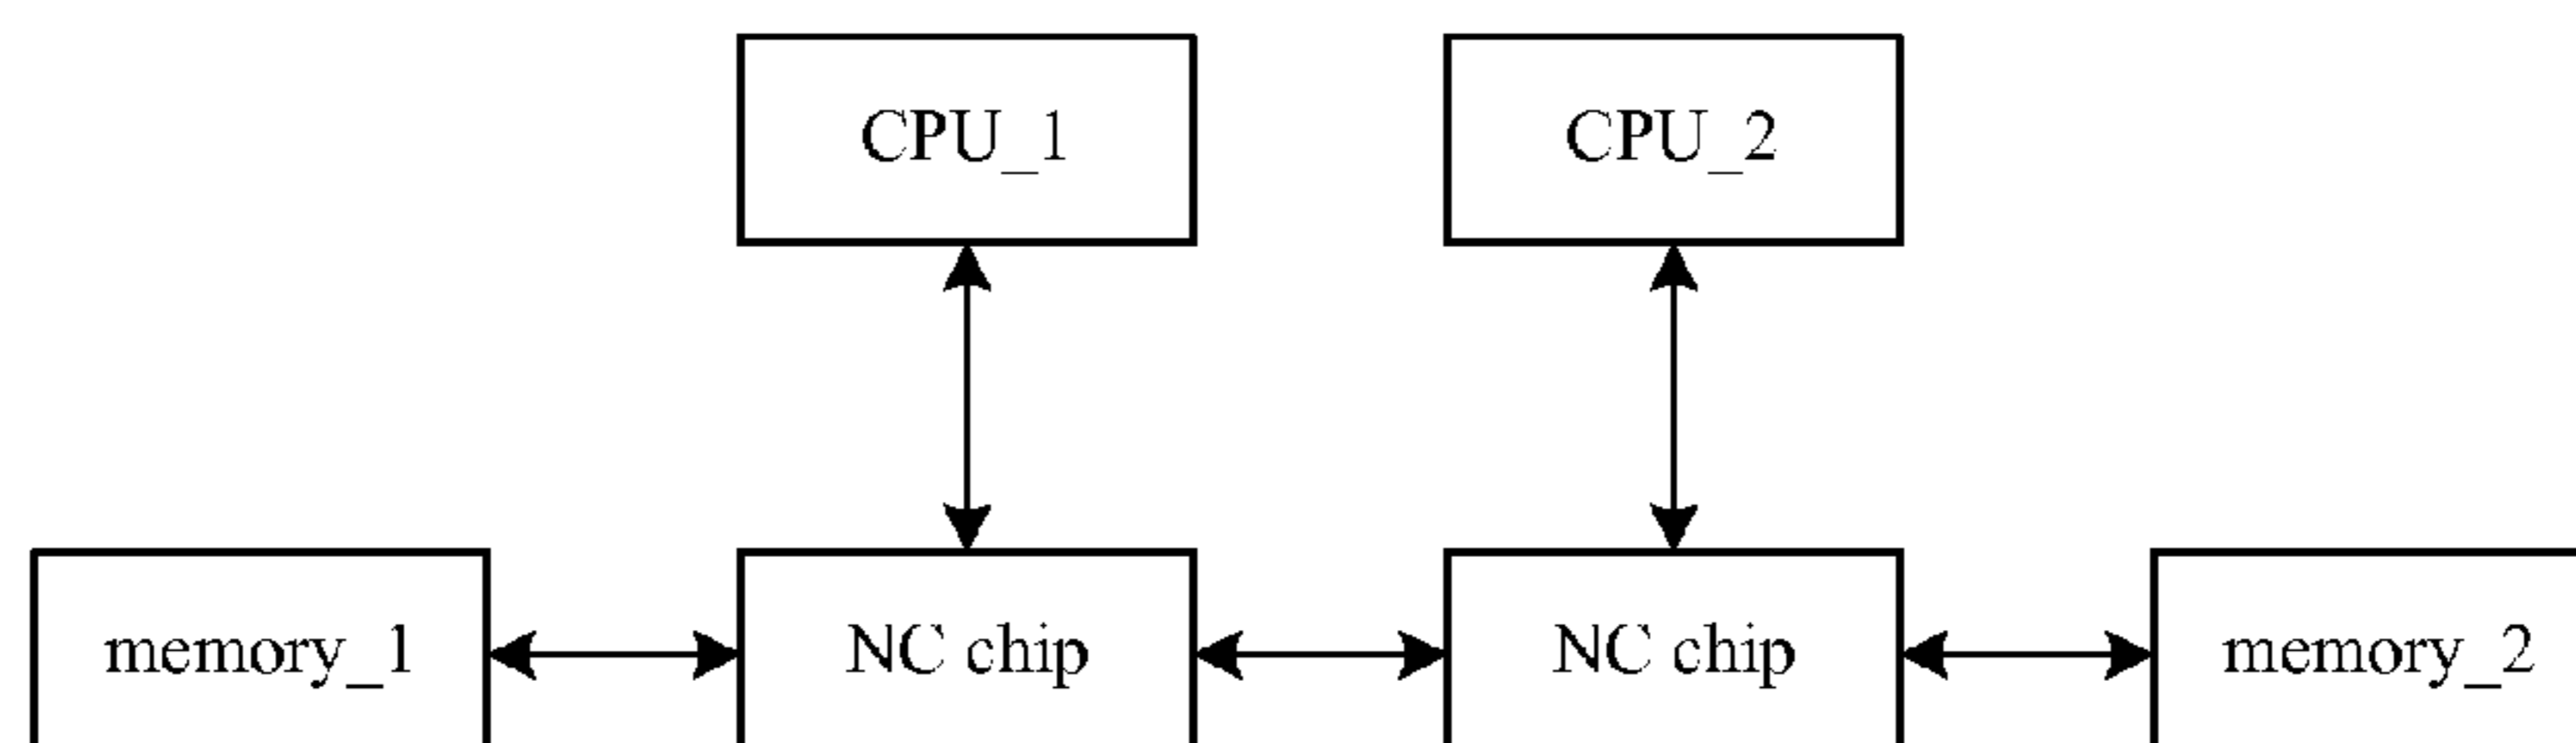 CPU_1
CPU_2
memory_1
NC chip
NC chip
memory_2